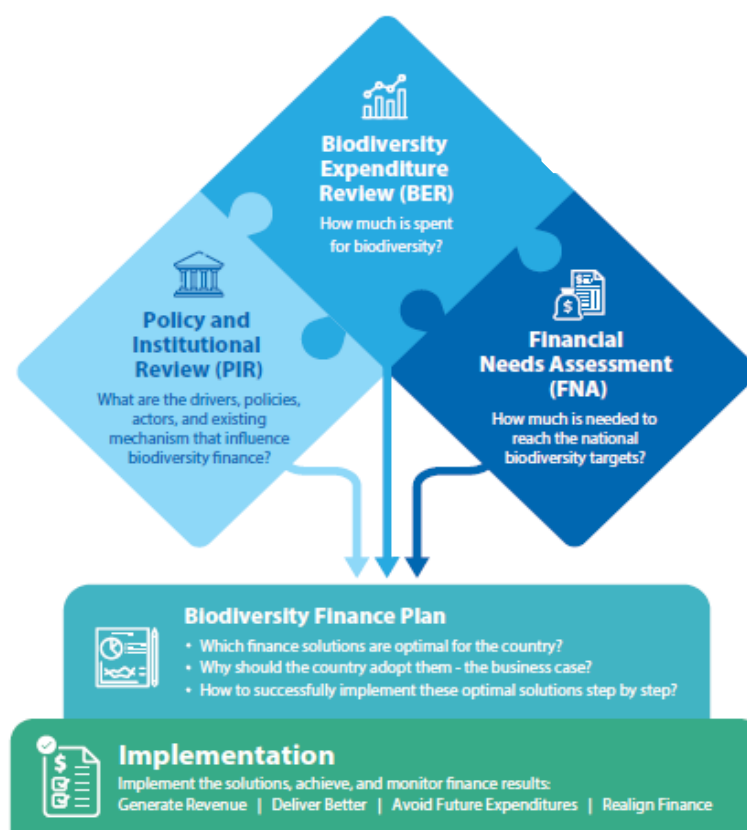 Biodiversity
Expenditure
Review (BER)
How much is spent
for biodiversity?
Policy and
Institutional
Review (PIR)
What are the drivers, policies,
actors, and existing
mechanism that influence
biodiversity finance?
Financial
Needs Assessment
(FNA)
How much is needed to
reach the national
biodiversity targets?
Biodiversity Finance Plan
• Which finance solutions are optimal for the country?
• Why should the country adopt them - the business case?
• How to successfully implement these optimal solutions step by step?
Implementation
Implement the solutions, achieve, and monitor finance results:
Generate Revenue | Deliver Better | Avoid Future Expenditures | Realign Finance